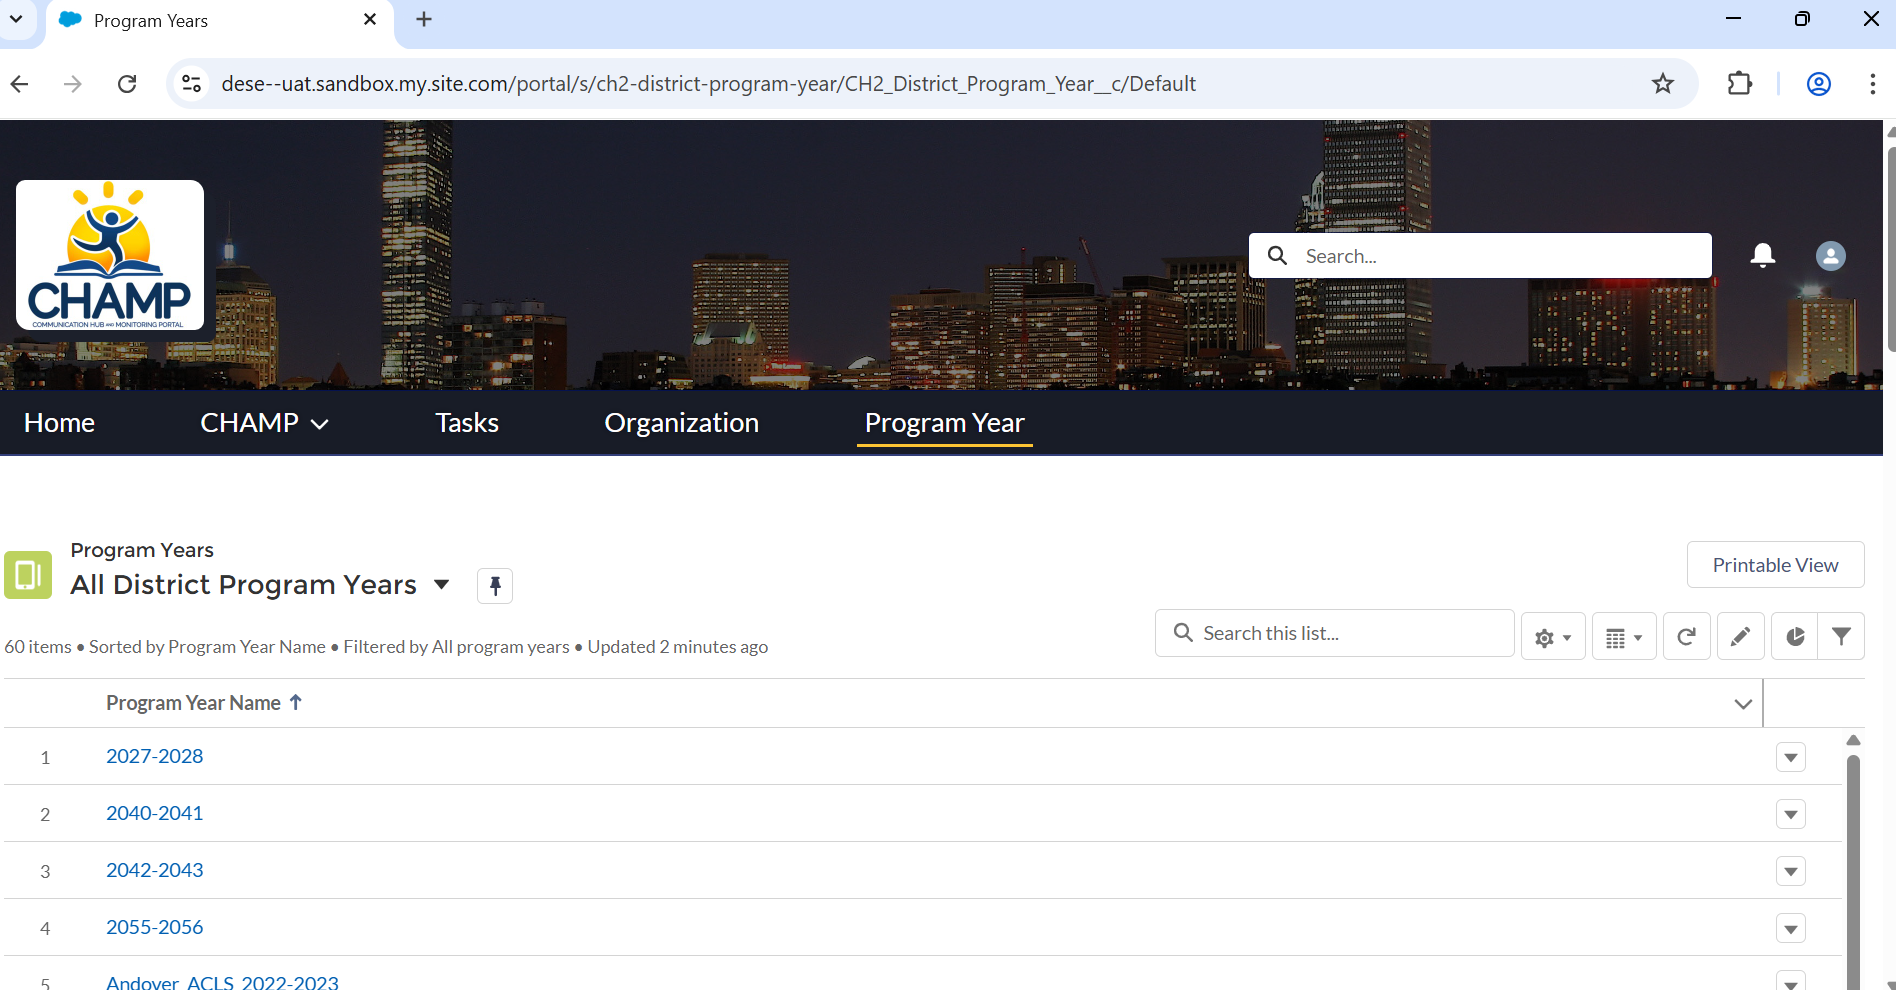 Program Years
dese--uat.sandbox.my.site.com/portal/s/ch2-district-program-year/CH2_District_Program_Year__c/Default
CHAMP
COMMUNICATION HUB AND MONITORING PORTAL
Search...
Home
CHAMP
Tasks
Organization
Program Year
Program Years
All District Program Years
Printable View
60 items • Sorted by Program Year Name • Filtered by All program years • Updated 2 minutes ago
Search this list...
Program Year Name
1 2027-2028
2 2040-2041
3 2042-2043
4 2055-2056
5 Andover_ACLS_2022-2023